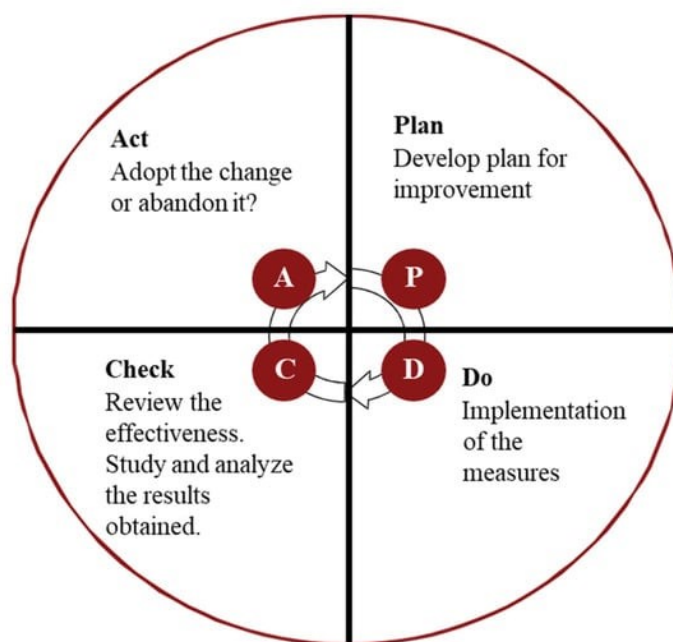 Act
Adopt the change
or abandon it?
Plan
Develop plan for
improvement
A
P
C
D
Check
Review the
effectiveness.
Study and analyze
the results
obtained.
Do
Implementation
of the
measures